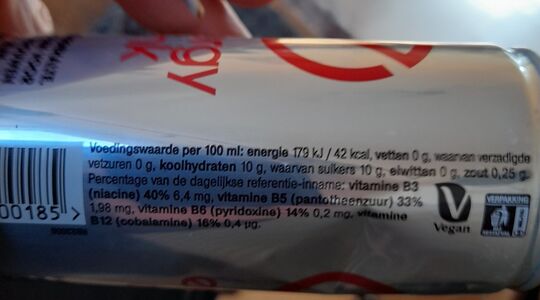 Voedingswaarde per 100 ml: energie 179 kJ / 42 kcal, vetten 0 g, waarvan verzadigde
vetzuren 0 g, koolhydraten 10 g, waarvan suikers 10 g, eiwitten 0 g, zout 0,25 g.
Percentage van de dagelijkse referentie-inname: vitamine B3
(niacine) 40% 6,4 mg, vitamine B5 (pantotheenzuur) 33%
1,98 mg, vitamine B6 (pyridoxine) 14% 0,2 mg, vitamine
B12 (cobalamine) 16% 0,4 µg.
00185 >
V
Vegan
VERPAKKING